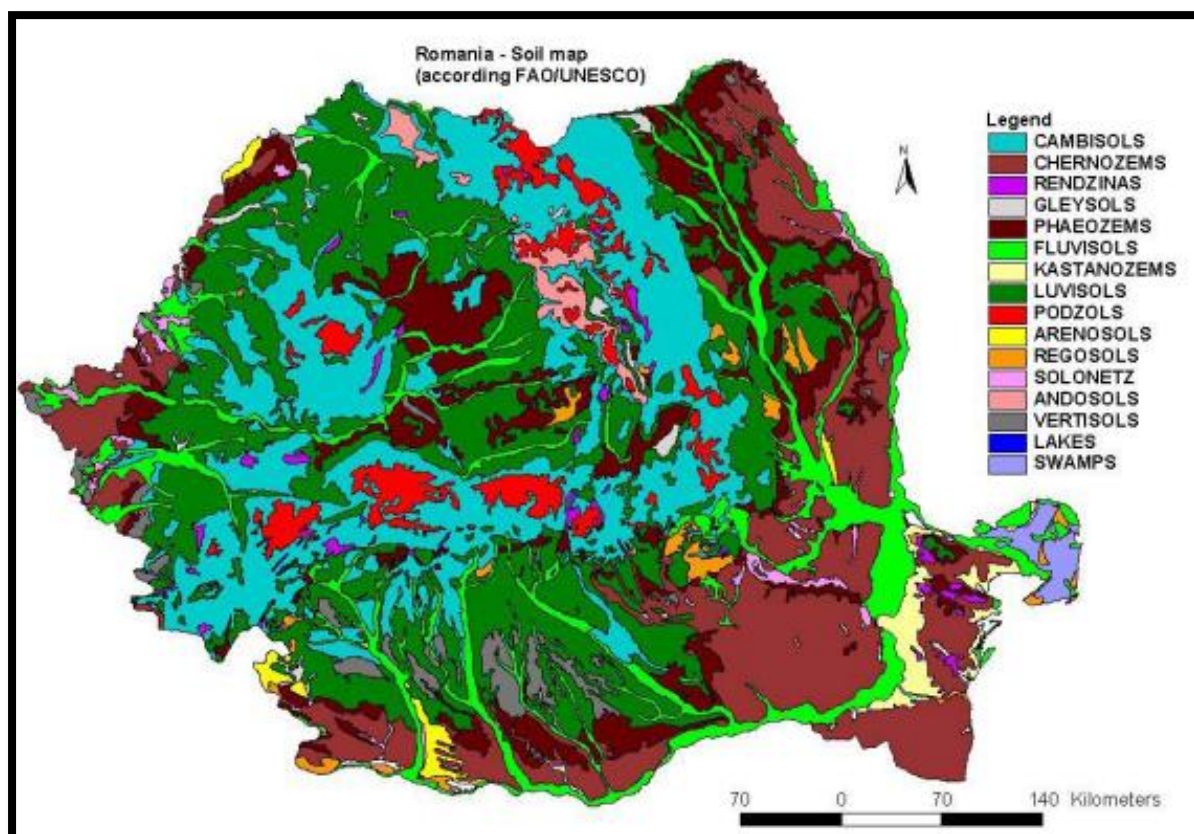 Romania - Soil map
(according FAO/UNESCO)
Legend
CAMBISOLS
CHERNOZEMS
RENDZINAS
GLEYSOLS
PHAEOZEMS
FLUVISOLS
KASTANOZEMS
LUVISOLS
PODZOLS
ARENOSOLS
REGOSOLS
SOLONETZ
ANDOSOLS
VERTISOLS
LAKES
SWAMPS
N
70 0 70 140 Kilometers